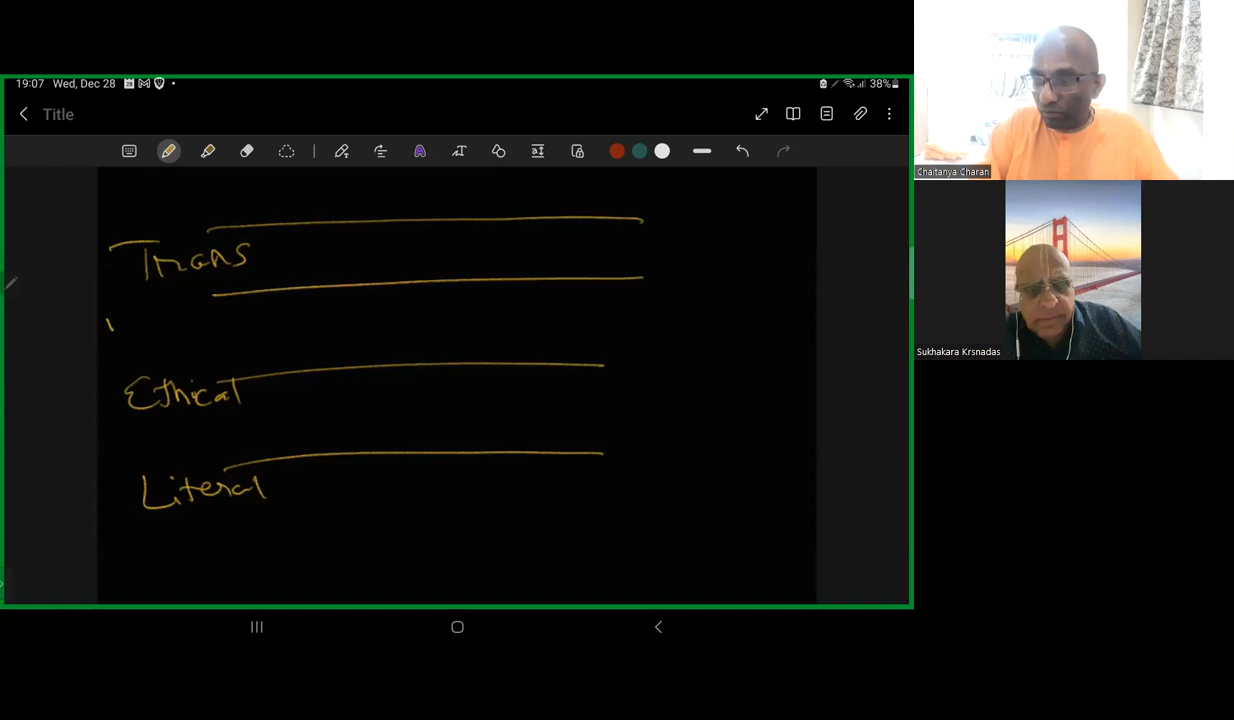 19:07 Wed, Dec 28 38%
Title
Trans
Ethical
Literal
Chaitanya Charan
Sukhakara Krsnadas